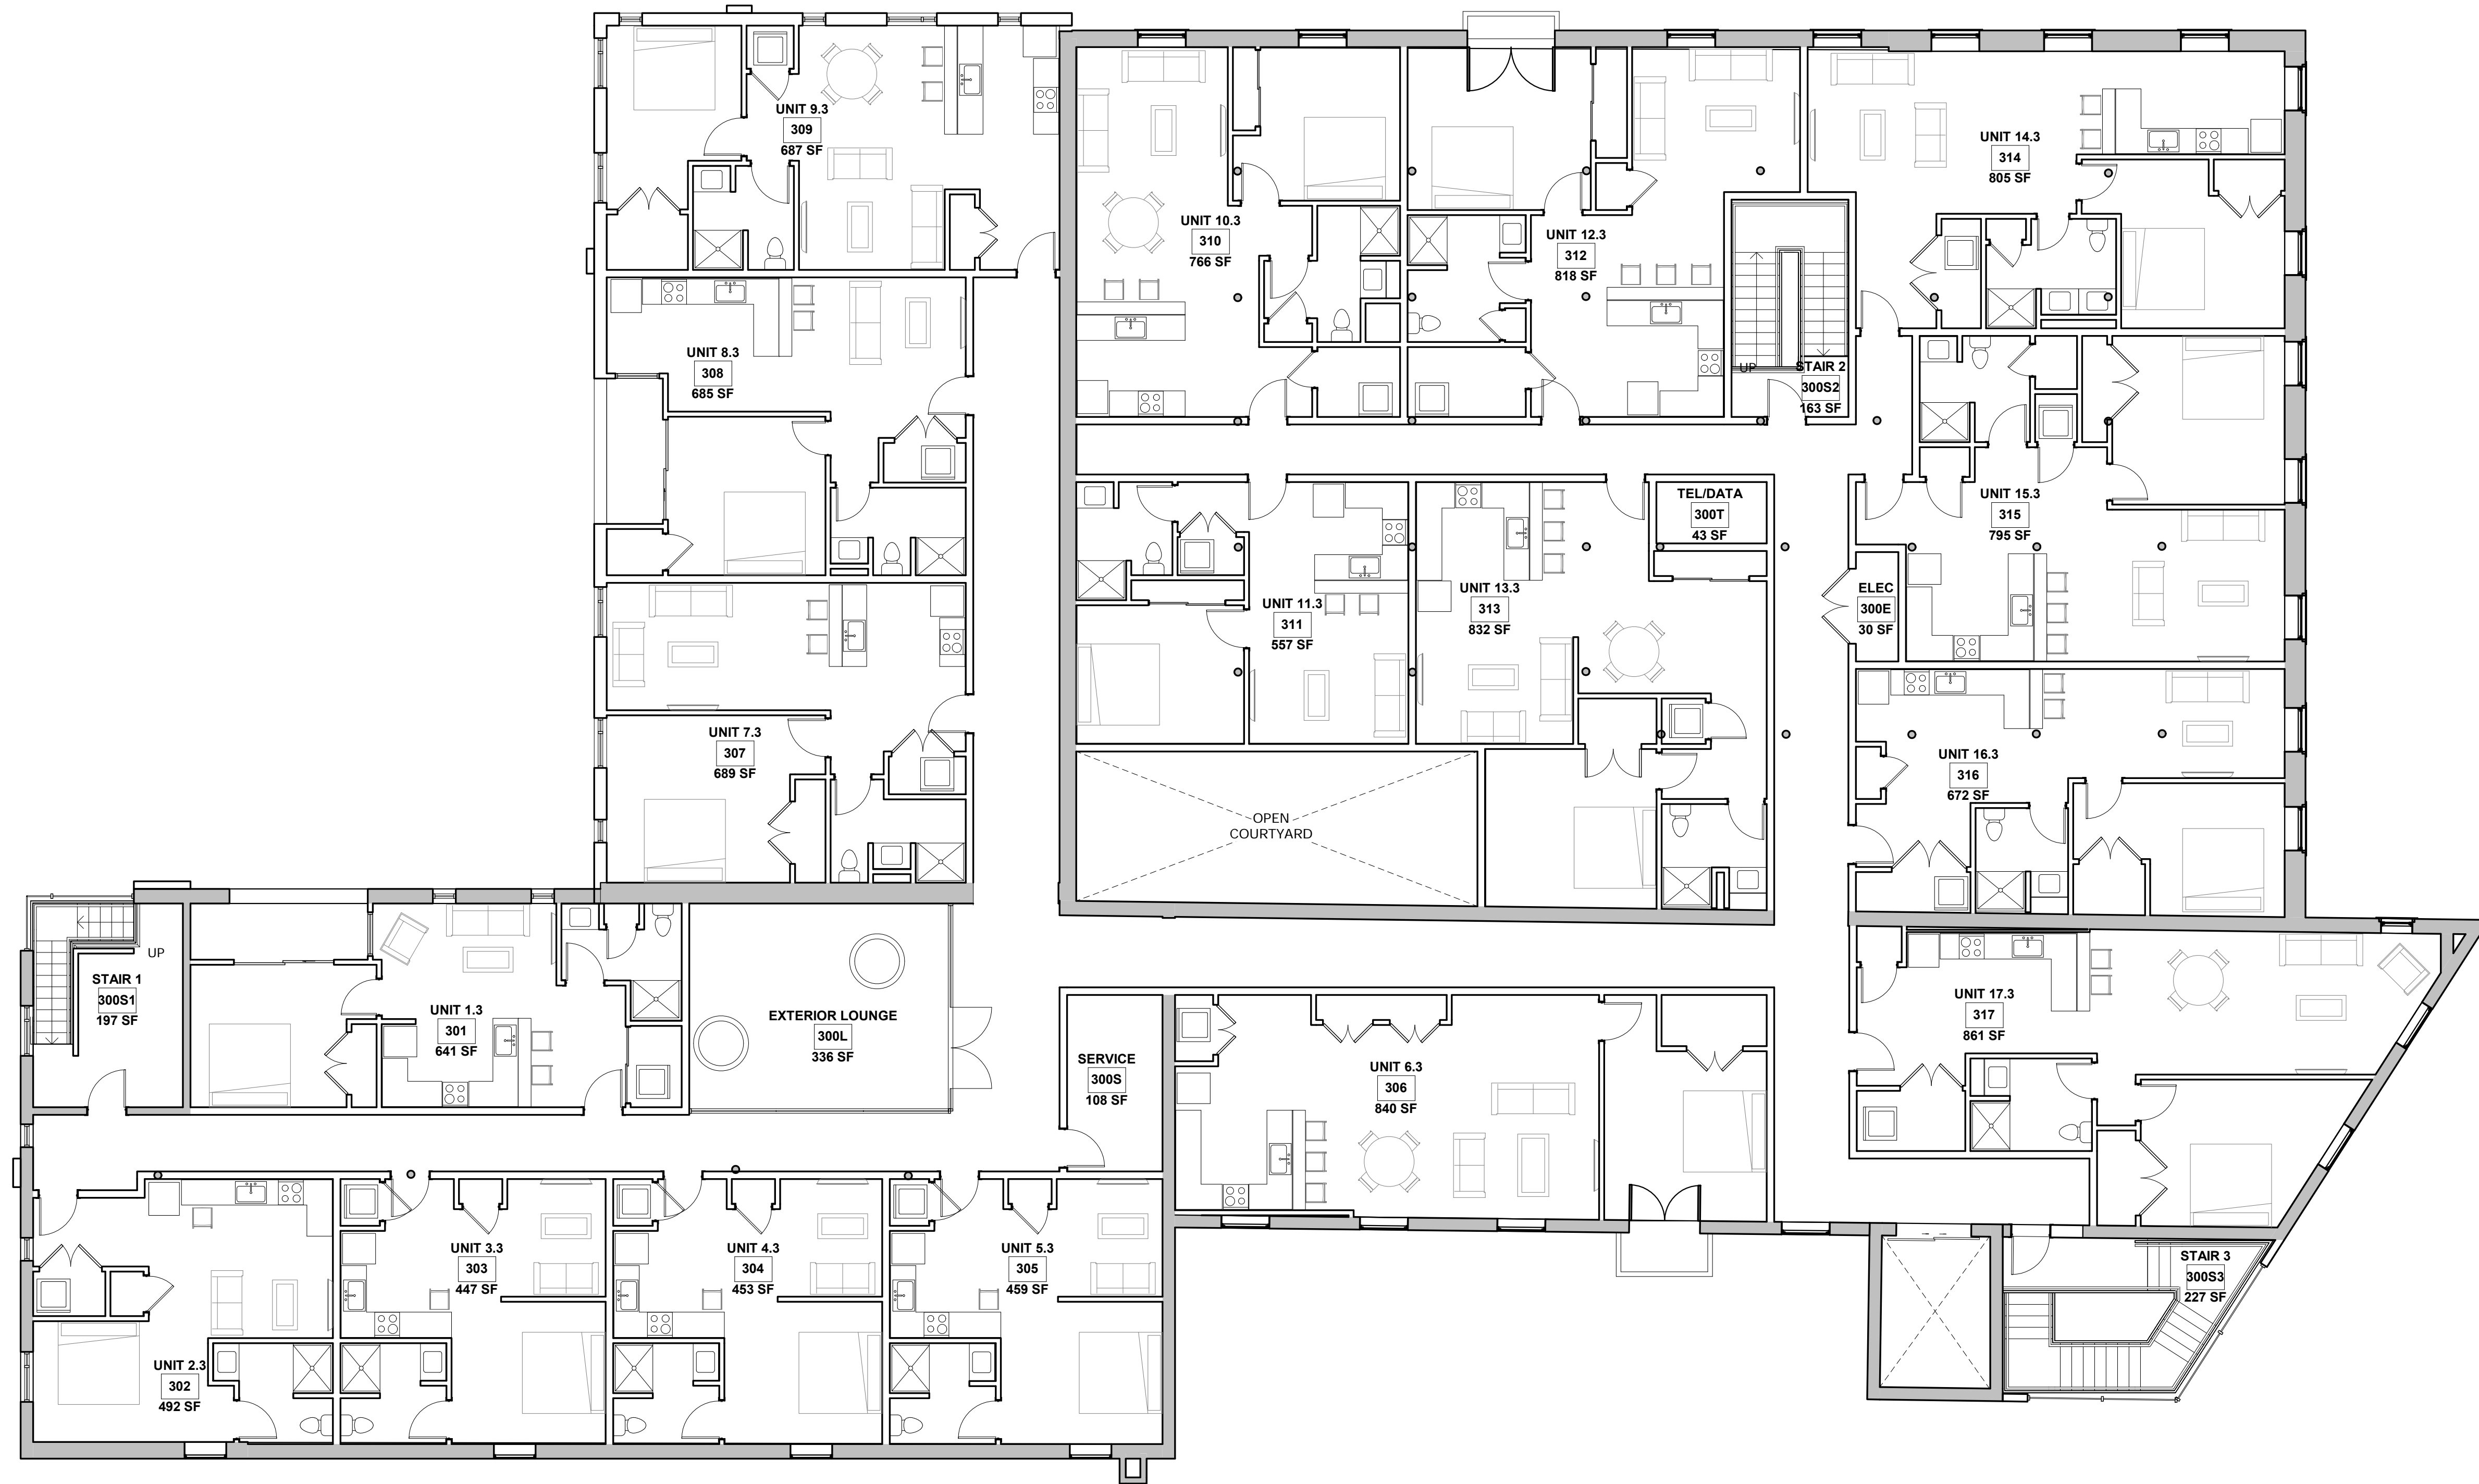 UNIT 9.3
309
687 SF
UNIT 10.3
310
766 SF
UNIT 12.3
312
818 SF
UNIT 14.3
314
805 SF
UNIT 8.3
308
685 SF
UP
STAIR 2
300S2
163 SF
UNIT 11.3
311
557 SF
UNIT 13.3
313
832 SF
TEL/DATA
300T
43 SF
UNIT 15.3
315
795 SF
ELEC
300E
30 SF
UNIT 7.3
307
689 SF
OPEN
COURTYARD
UNIT 16.3
316
672 SF
UP
STAIR 1
300S1
197 SF
UNIT 1.3
301
641 SF
EXTERIOR LOUNGE
300L
336 SF
SERVICE
300S
108 SF
UNIT 6.3
306
840 SF
UNIT 17.3
317
861 SF
UNIT 2.3
302
492 SF
UNIT 3.3
303
447 SF
UNIT 4.3
304
453 SF
UNIT 5.3
305
459 SF
STAIR 3
300S3
227 SF